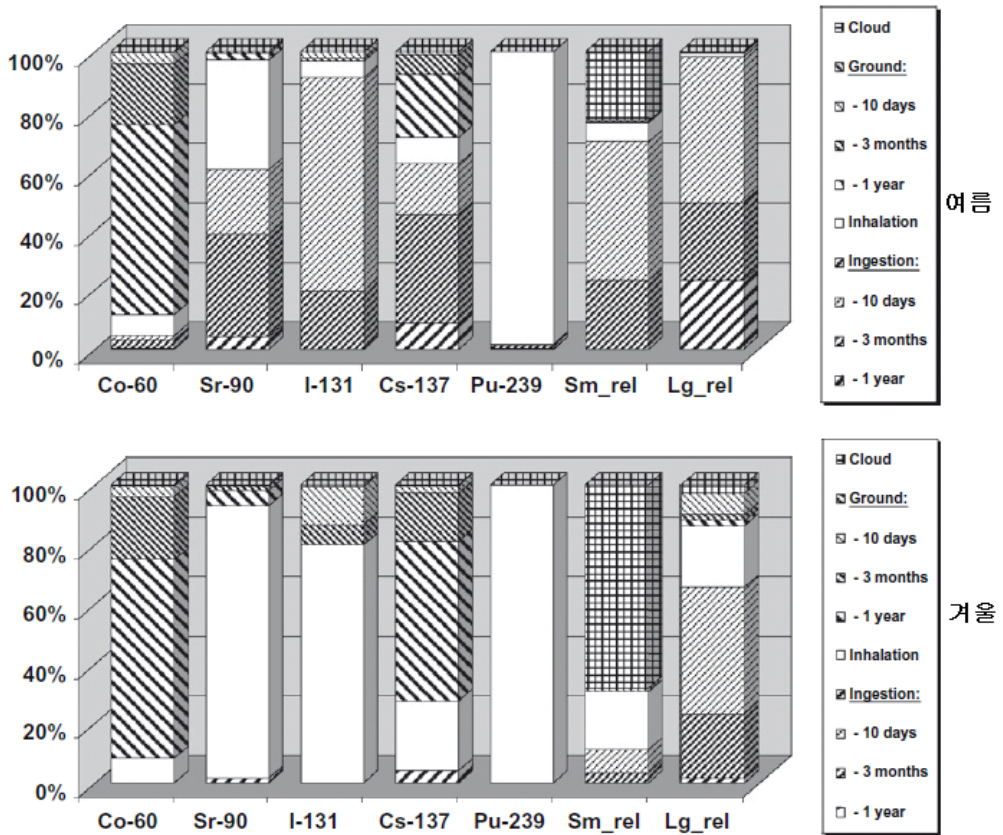 100%
80%
60%
40%
20%
0%
Co-60 Sr-90 I-131 Cs-137 Pu-239 Sm_rel Lg_rel
Cloud
Ground:
- 10 days
- 3 months
- 1 year
Inhalation
Ingestion:
- 10 days
- 3 months
- 1 year
여름
100%
80%
60%
40%
20%
0%
Co-60 Sr-90 I-131 Cs-137 Pu-239 Sm_rel Lg_rel
Cloud
Ground:
- 10 days
- 3 months
- 1 year
Inhalation
Ingestion:
- 10 days
- 3 months
- 1 year
겨울